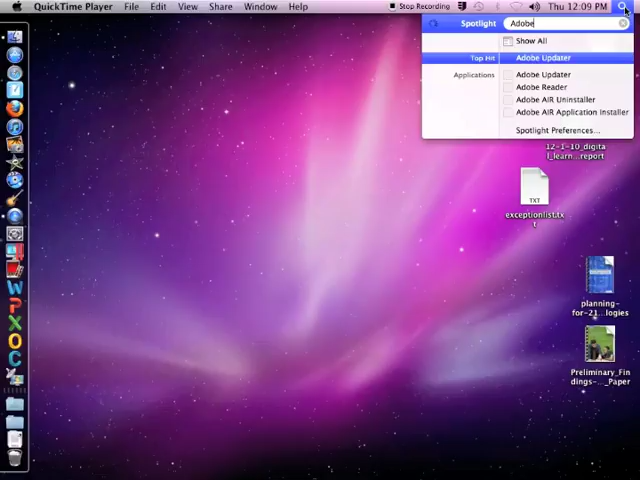 QuickTime Player File Edit View Share Window Help Stop Recording Thu 12:09 PM
Spotlight Adobe
Show All
Top Hit Adobe Updater
Applications Adobe Updater
Adobe Reader
Adobe AIR Uninstaller
Adobe AIR Application Installer
Spotlight Preferences...
12-1-10_digita
l_learn...report
TXT
exceptionlist.tx
t
planning-
for-21...logies
Preliminary_Fin
dings-..._Paper